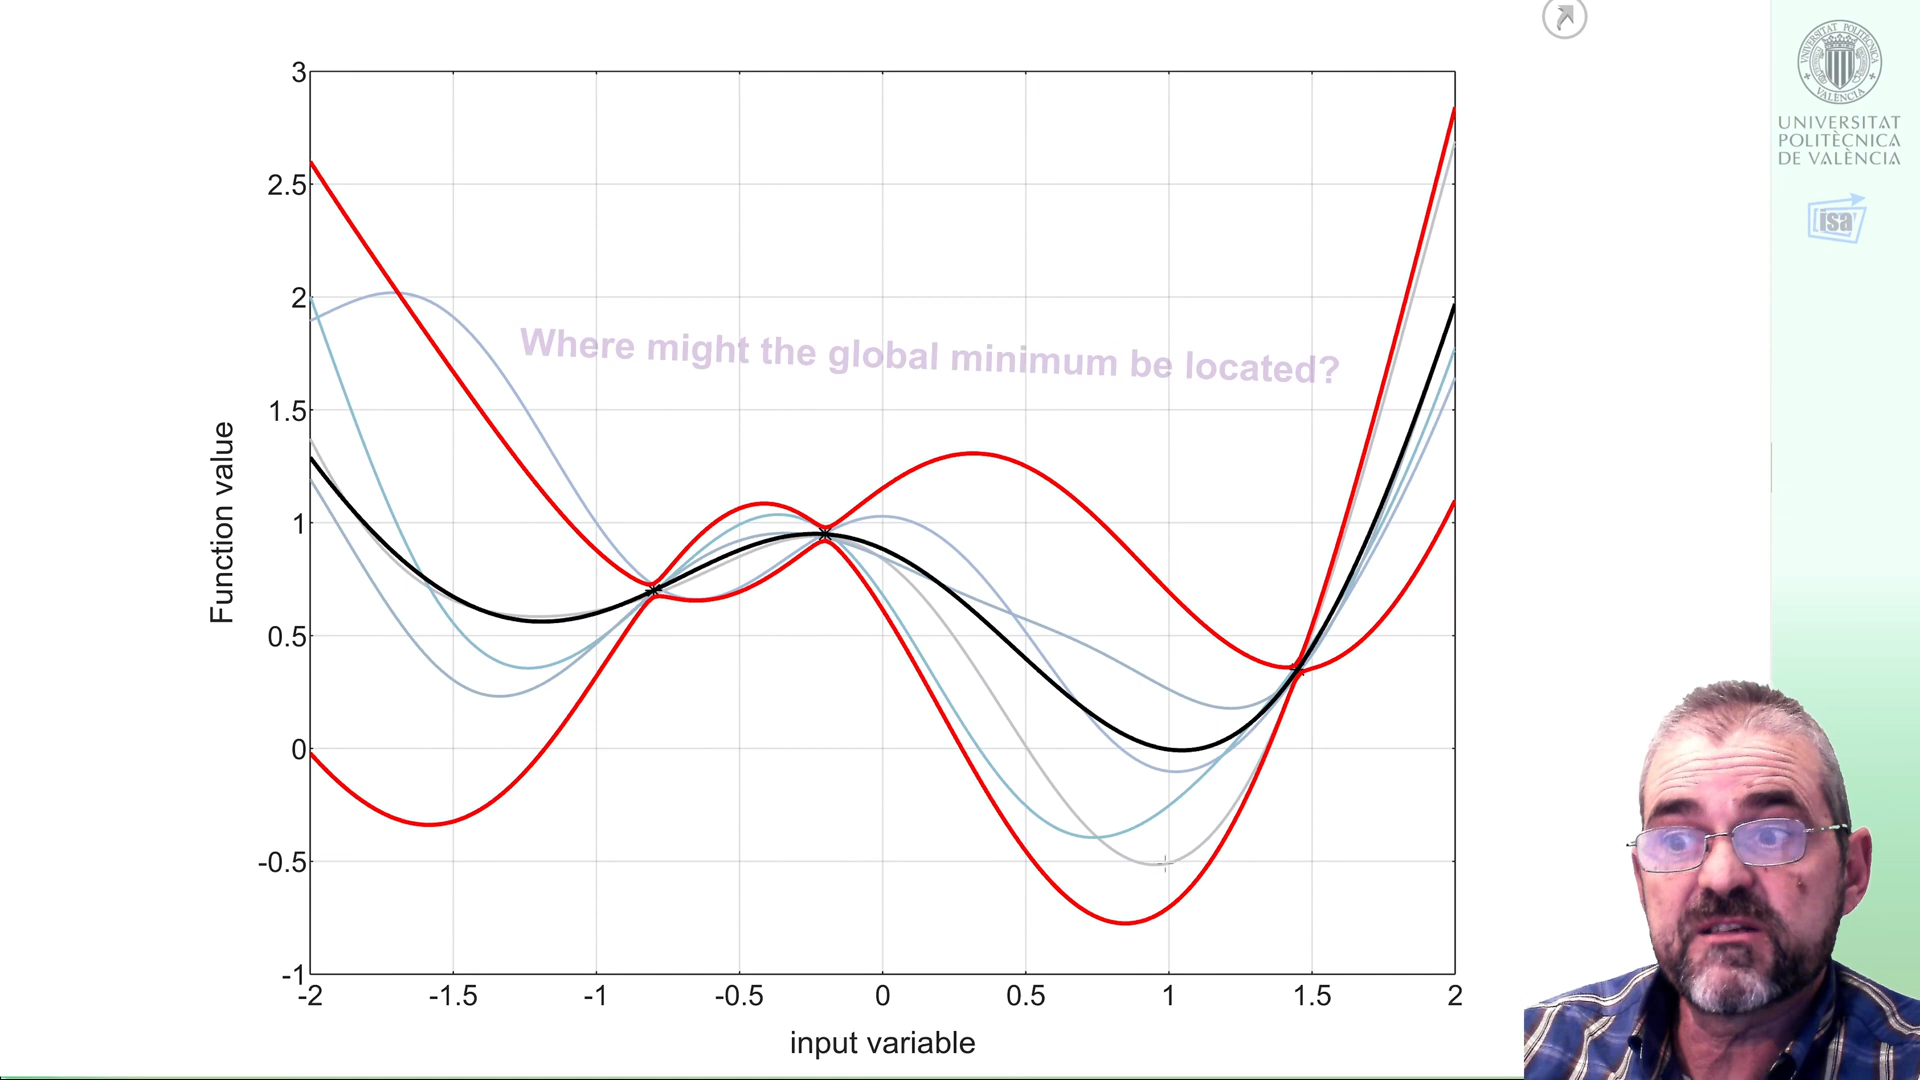 3
2.5
2
1.5
1
0.5
0
-0.5
-1
-2
-1.5
-1
-0.5
0
0.5
1
1.5
2
Function value
input variable
Where might the global minimum be located?
UNIVERSITAT
POLITÈCNICA
DE VALÈNCIA
isa